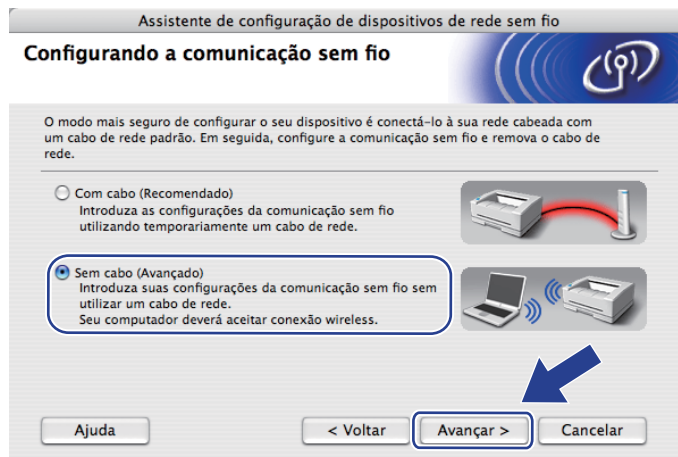 Assistente de configuração de dispositivos de rede sem fio
Configurando a comunicação sem fio
O modo mais seguro de configurar o seu dispositivo é conectá-lo à sua rede cabeada com
um cabo de rede padrão. Em seguida, configure a comunicação sem fio e remova o cabo de
rede.
Com cabo (Recomendado)
Introduza as configurações da comunicação sem fio
utilizando temporariamente um cabo de rede.
Sem cabo (Avançado)
Introduza suas configurações da comunicação sem fio sem
utilizar um cabo de rede.
Seu computador deverá aceitar conexão wireless.
Ajuda
< Voltar
Avançar >
Cancelar